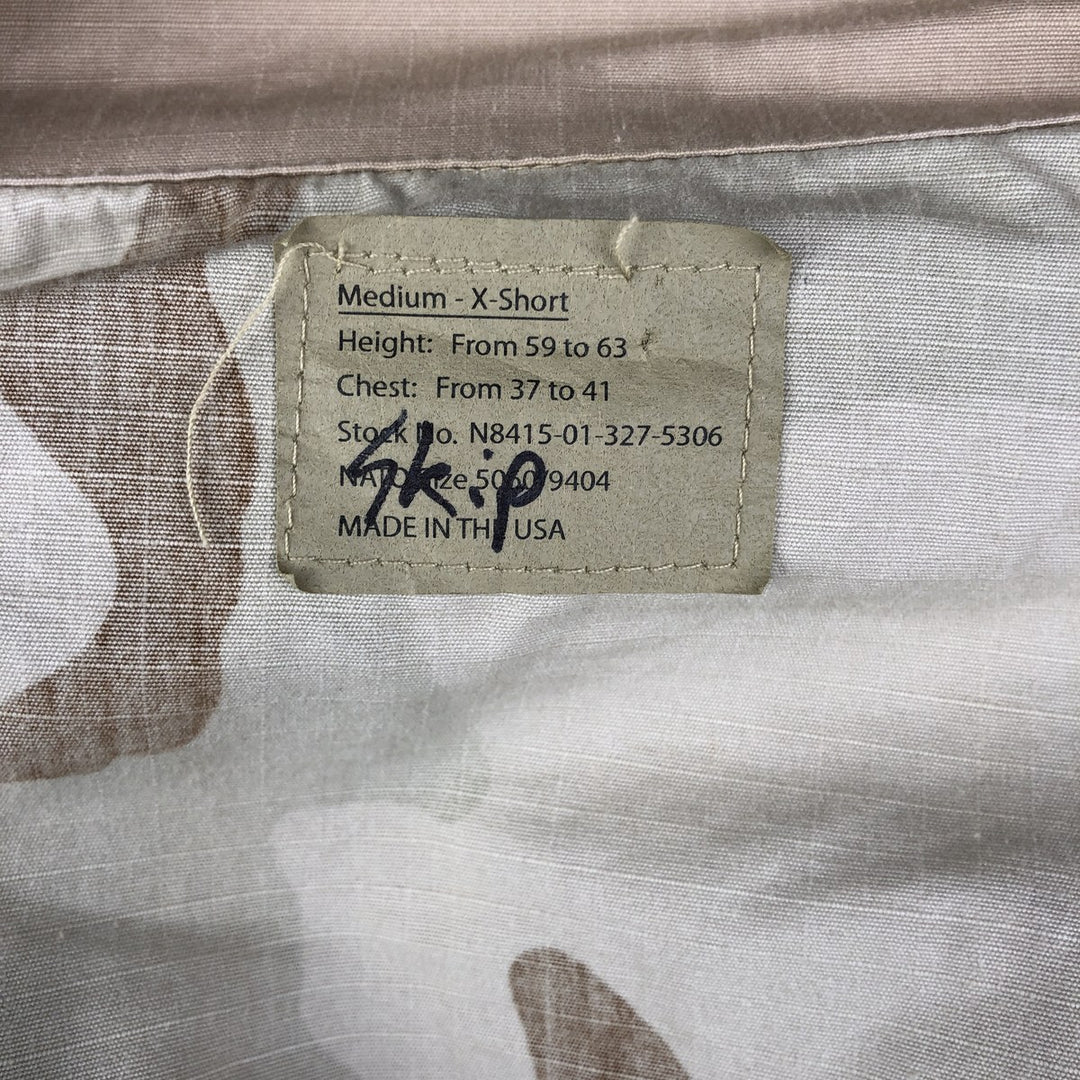 Medium - X-Short
Height: From 59 to 63
Chest: From 37 to 41
Stock No. N8415-01-327-5306
NATO Size 5060/9404
Skip
MADE IN THE USA